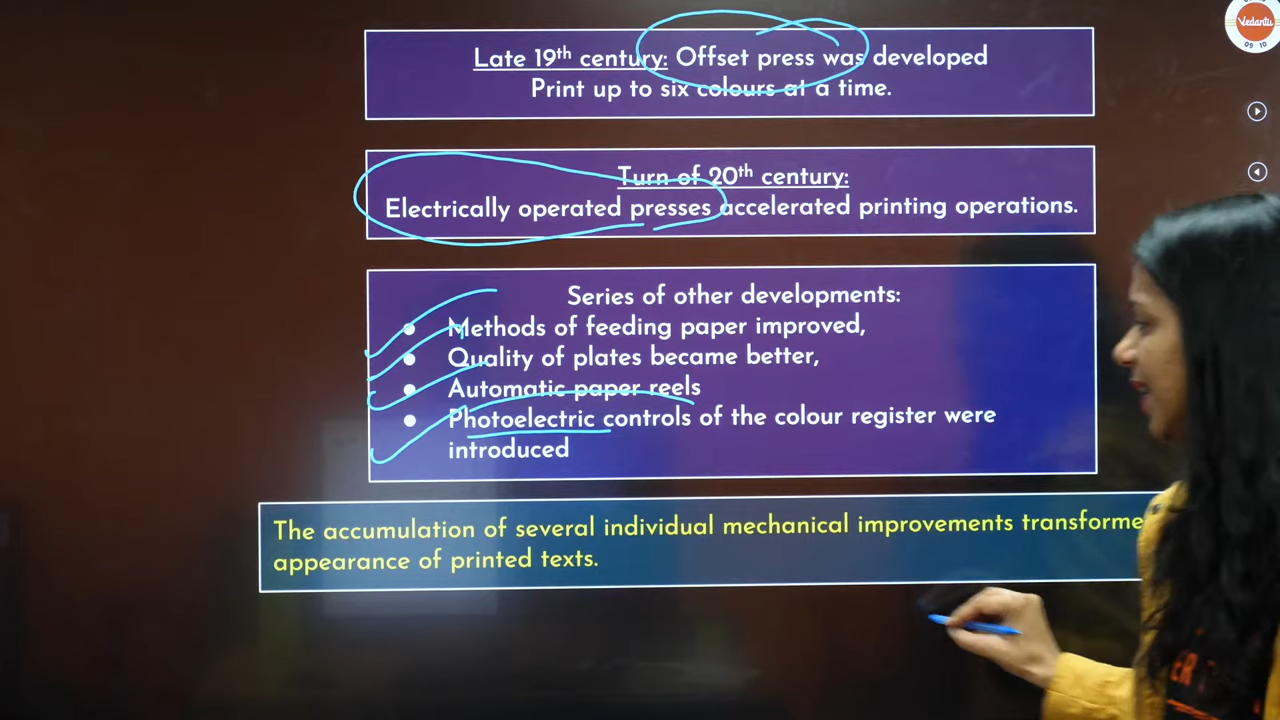 Vedantu
09 10
Late 19th century: Offset press was developed
Print up to six colours at a time.
Turn of 20th century:
Electrically operated presses accelerated printing operations.
Series of other developments:
Methods of feeding paper improved,
Quality of plates became better,
Automatic paper reels
Photoelectric controls of the colour register were
introduced
The accumulation of several individual mechanical improvements transforme
appearance of printed texts.